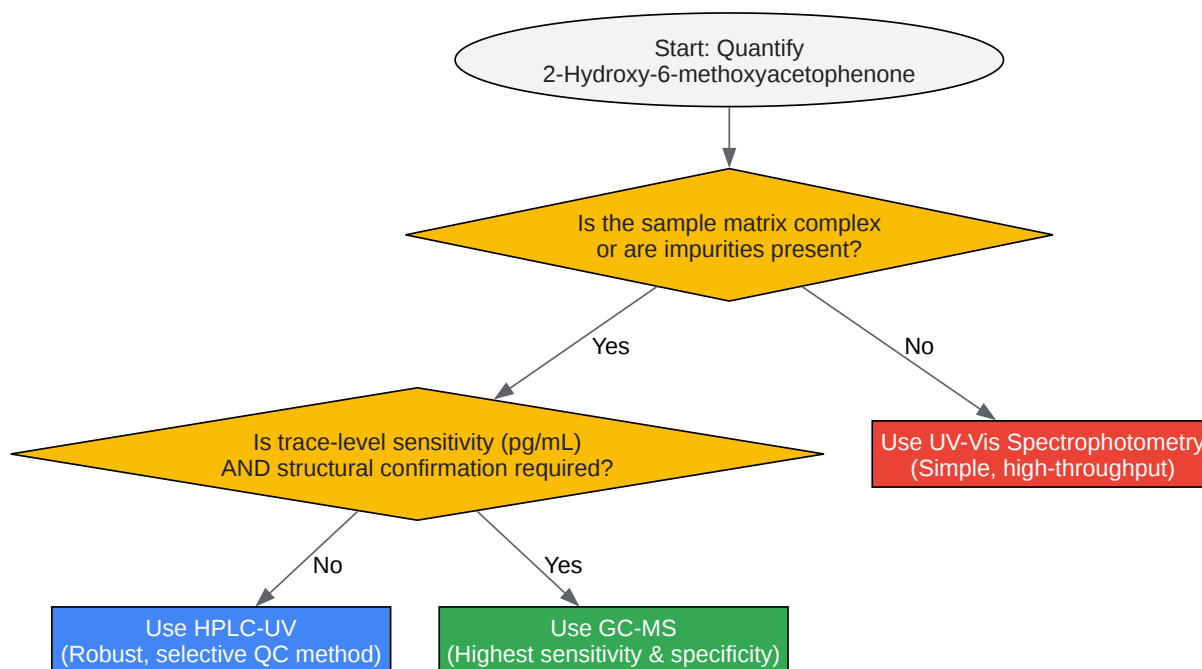 Start: Quantify
2-Hydroxy-6-methoxyacetophenone
Is the sample matrix complex
or are impurities present?
Yes
No
Is trace-level sensitivity (pg/mL)
AND structural confirmation required?
Use UV-Vis Spectrophotometry
(Simple, high-throughput)
No
Yes
Use HPLC-UV
(Robust, selective QC method)
Use GC-MS
(Highest sensitivity & specificity)